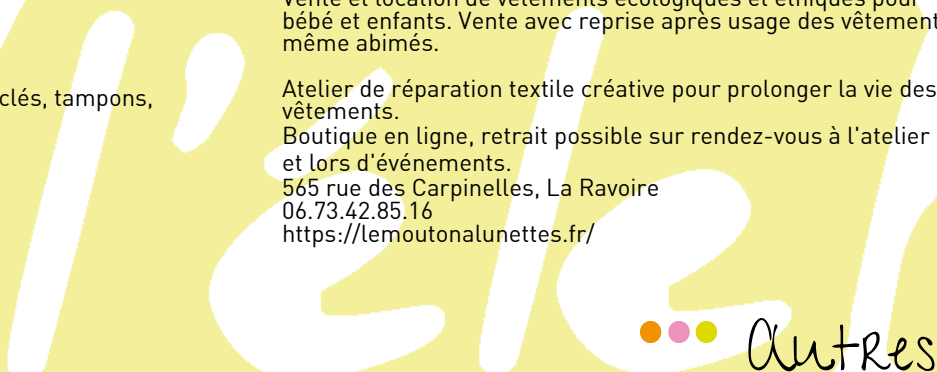 clés, tampons,
Vente et location de vêtements écologiques et éthiques pour
bébé et enfants. Vente avec reprise après usage des vêtement
même abimés.
Atelier de réparation textile créative pour prolonger la vie des
vêtements.
Boutique en ligne, retrait possible sur rendez-vous à l'atelier
et lors d'événements.
565 rue des Carpinelles, La Ravoire
06.73.42.85.16
https://lemoutonalunettes.fr/
autres
l'éle